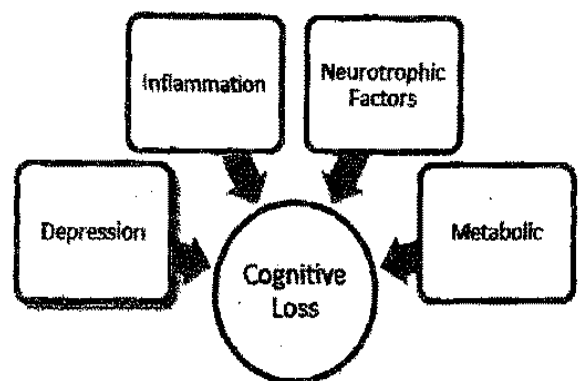 Inflammation
Neurotrophic
Factors
Depression
Metabolic
Cognitive
Loss